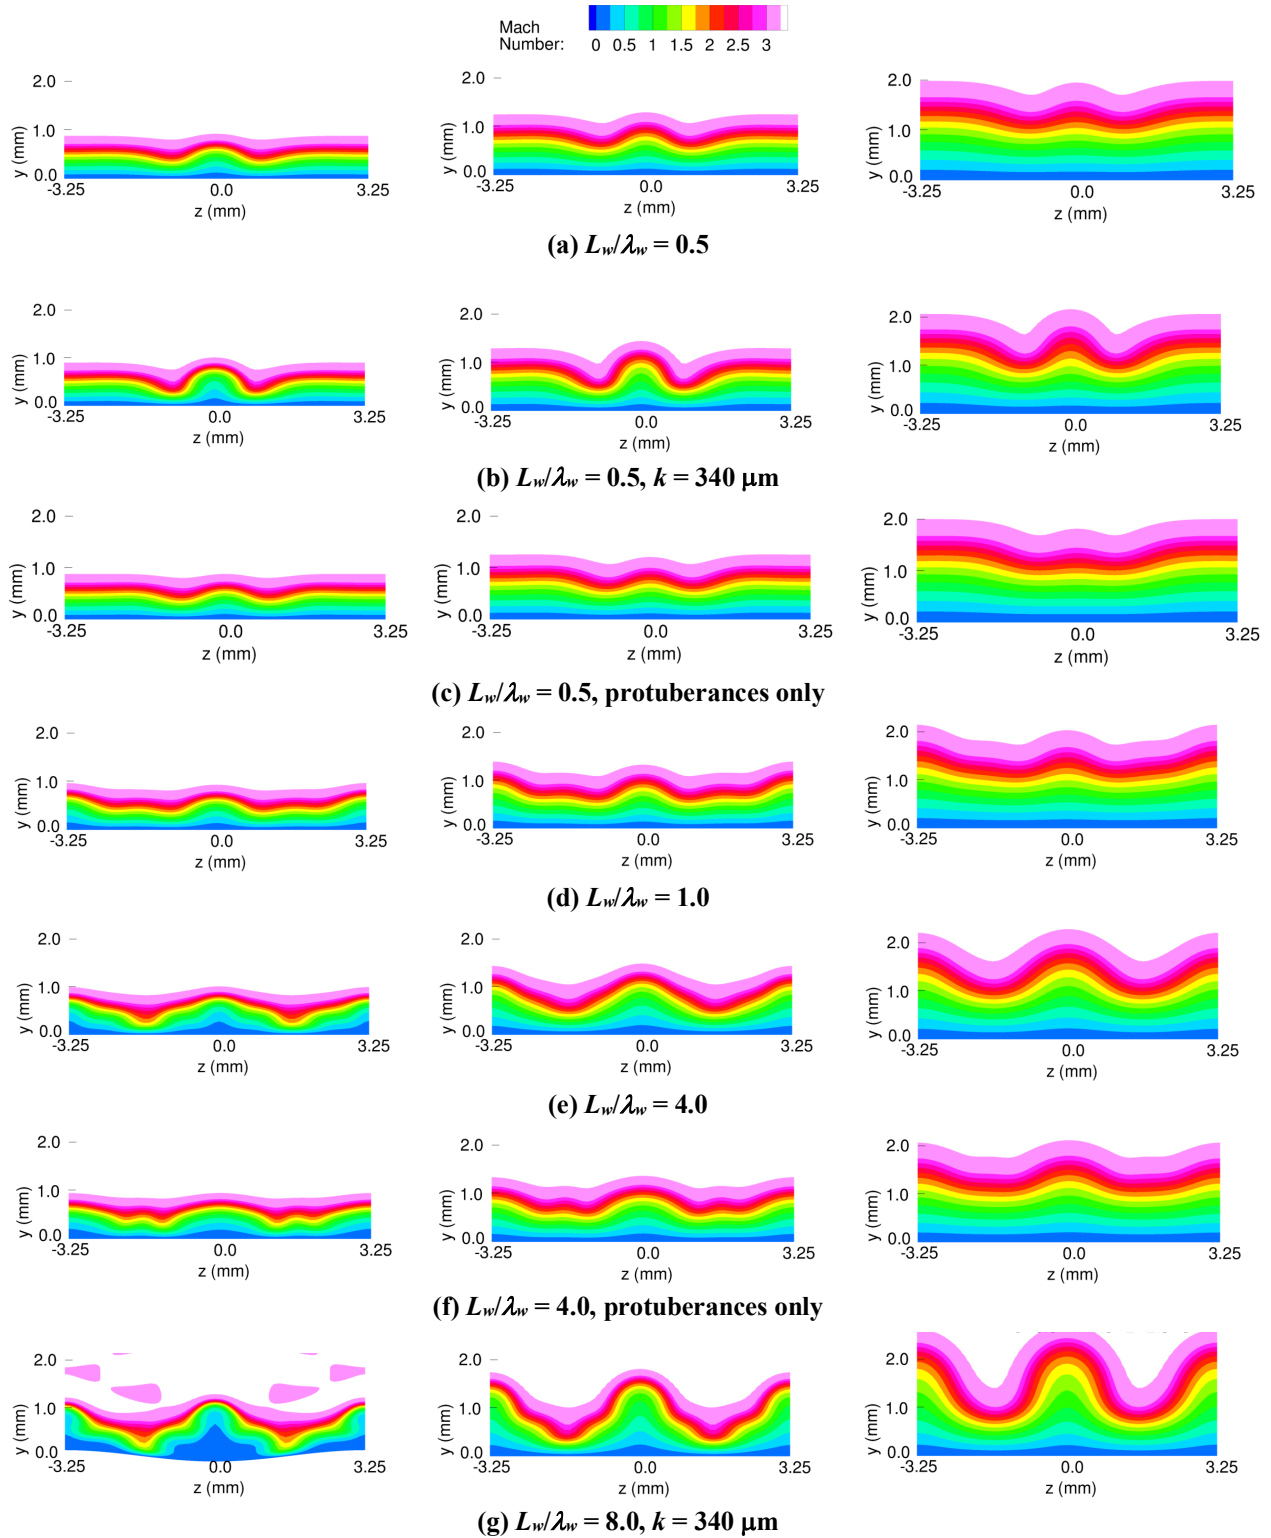 Mach
Number: 0 0.5 1 1.5 2 2.5 3
2.0 2.0 2.0
y (mm) 1.0 y (mm) 1.0 y (mm) 1.0
0.0 0.0 0.0
-3.25 0.0 3.25 -3.25 0.0 3.25 -3.25 0.0 3.25
z (mm) z (mm) z (mm)
(a) Lw/λw = 0.5
2.0 2.0 2.0
y (mm) 1.0 y (mm) 1.0 y (mm) 1.0
0.0 0.0 0.0
-3.25 0.0 3.25 -3.25 0.0 3.25 -3.25 0.0 3.25
z (mm) z (mm) z (mm)
(b) Lw/λw = 0.5, k = 340 μm
2.0 2.0 2.0
y (mm) 1.0 y (mm) 1.0 y (mm) 1.0
0.0 0.0 0.0
-3.25 0.0 3.25 -3.25 0.0 3.25 -3.25 0.0 3.25
z (mm) z (mm) z (mm)
(c) Lw/λw = 0.5, protuberances only
2.0 2.0 2.0
y (mm) 1.0 y (mm) 1.0 y (mm) 1.0
0.0 0.0 0.0
-3.25 0.0 3.25 -3.25 0.0 3.25 -3.25 0.0 3.25
z (mm) z (mm) z (mm)
(d) Lw/λw = 1.0
2.0 2.0 2.0
y (mm) 1.0 y (mm) 1.0 y (mm) 1.0
0.0 0.0 0.0
-3.25 0.0 3.25 -3.25 0.0 3.25 -3.25 0.0 3.25
z (mm) z (mm) z (mm)
(e) Lw/λw = 4.0
2.0 2.0 2.0
y (mm) 1.0 y (mm) 1.0 y (mm) 1.0
0.0 0.0 0.0
-3.25 0.0 3.25 -3.25 0.0 3.25 -3.25 0.0 3.25
z (mm) z (mm) z (mm)
(f) Lw/λw = 4.0, protuberances only
2.0 2.0 2.0
y (mm) 1.0 y (mm) 1.0 y (mm) 1.0
0.0 0.0 0.0
-3.25 0.0 3.25 -3.25 0.0 3.25 -3.25 0.0 3.25
z (mm) z (mm) z (mm)
(g) Lw/λw = 8.0, k = 340 μm